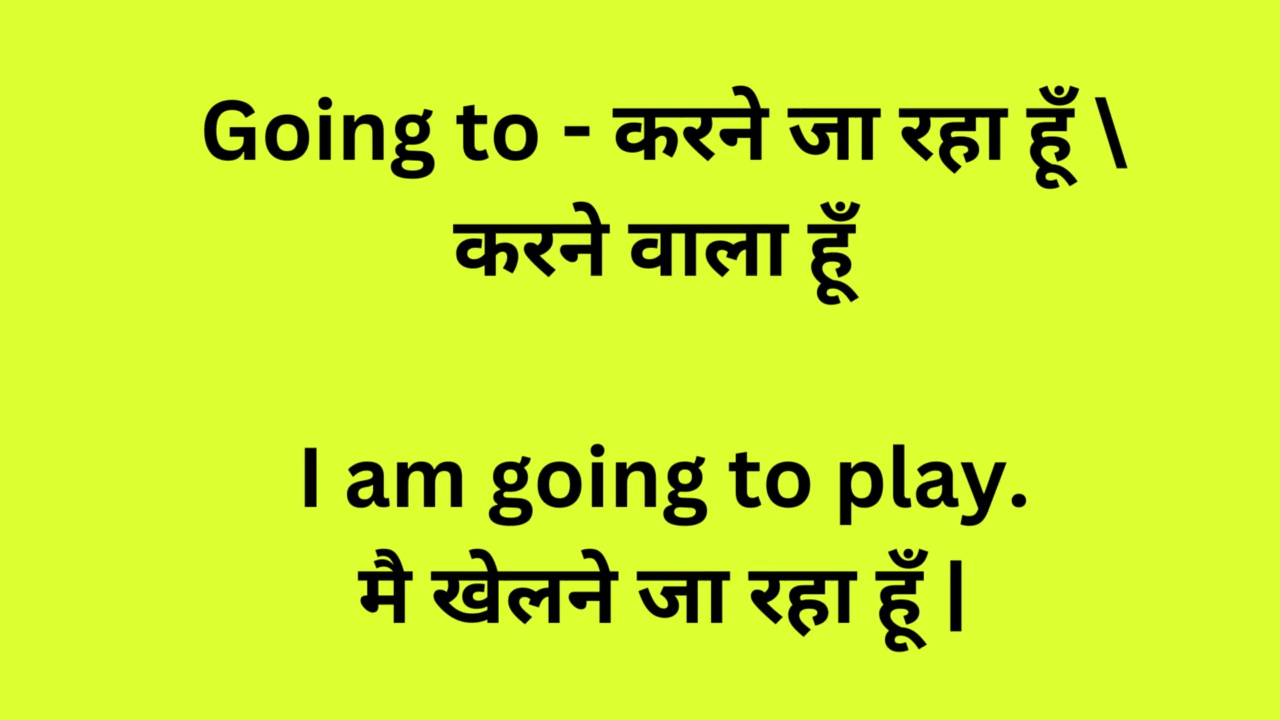 Going to - करने जा रहा हूँ \
करने वाला हूँ
I am going to play.
मै खेलने जा रहा हूँ |